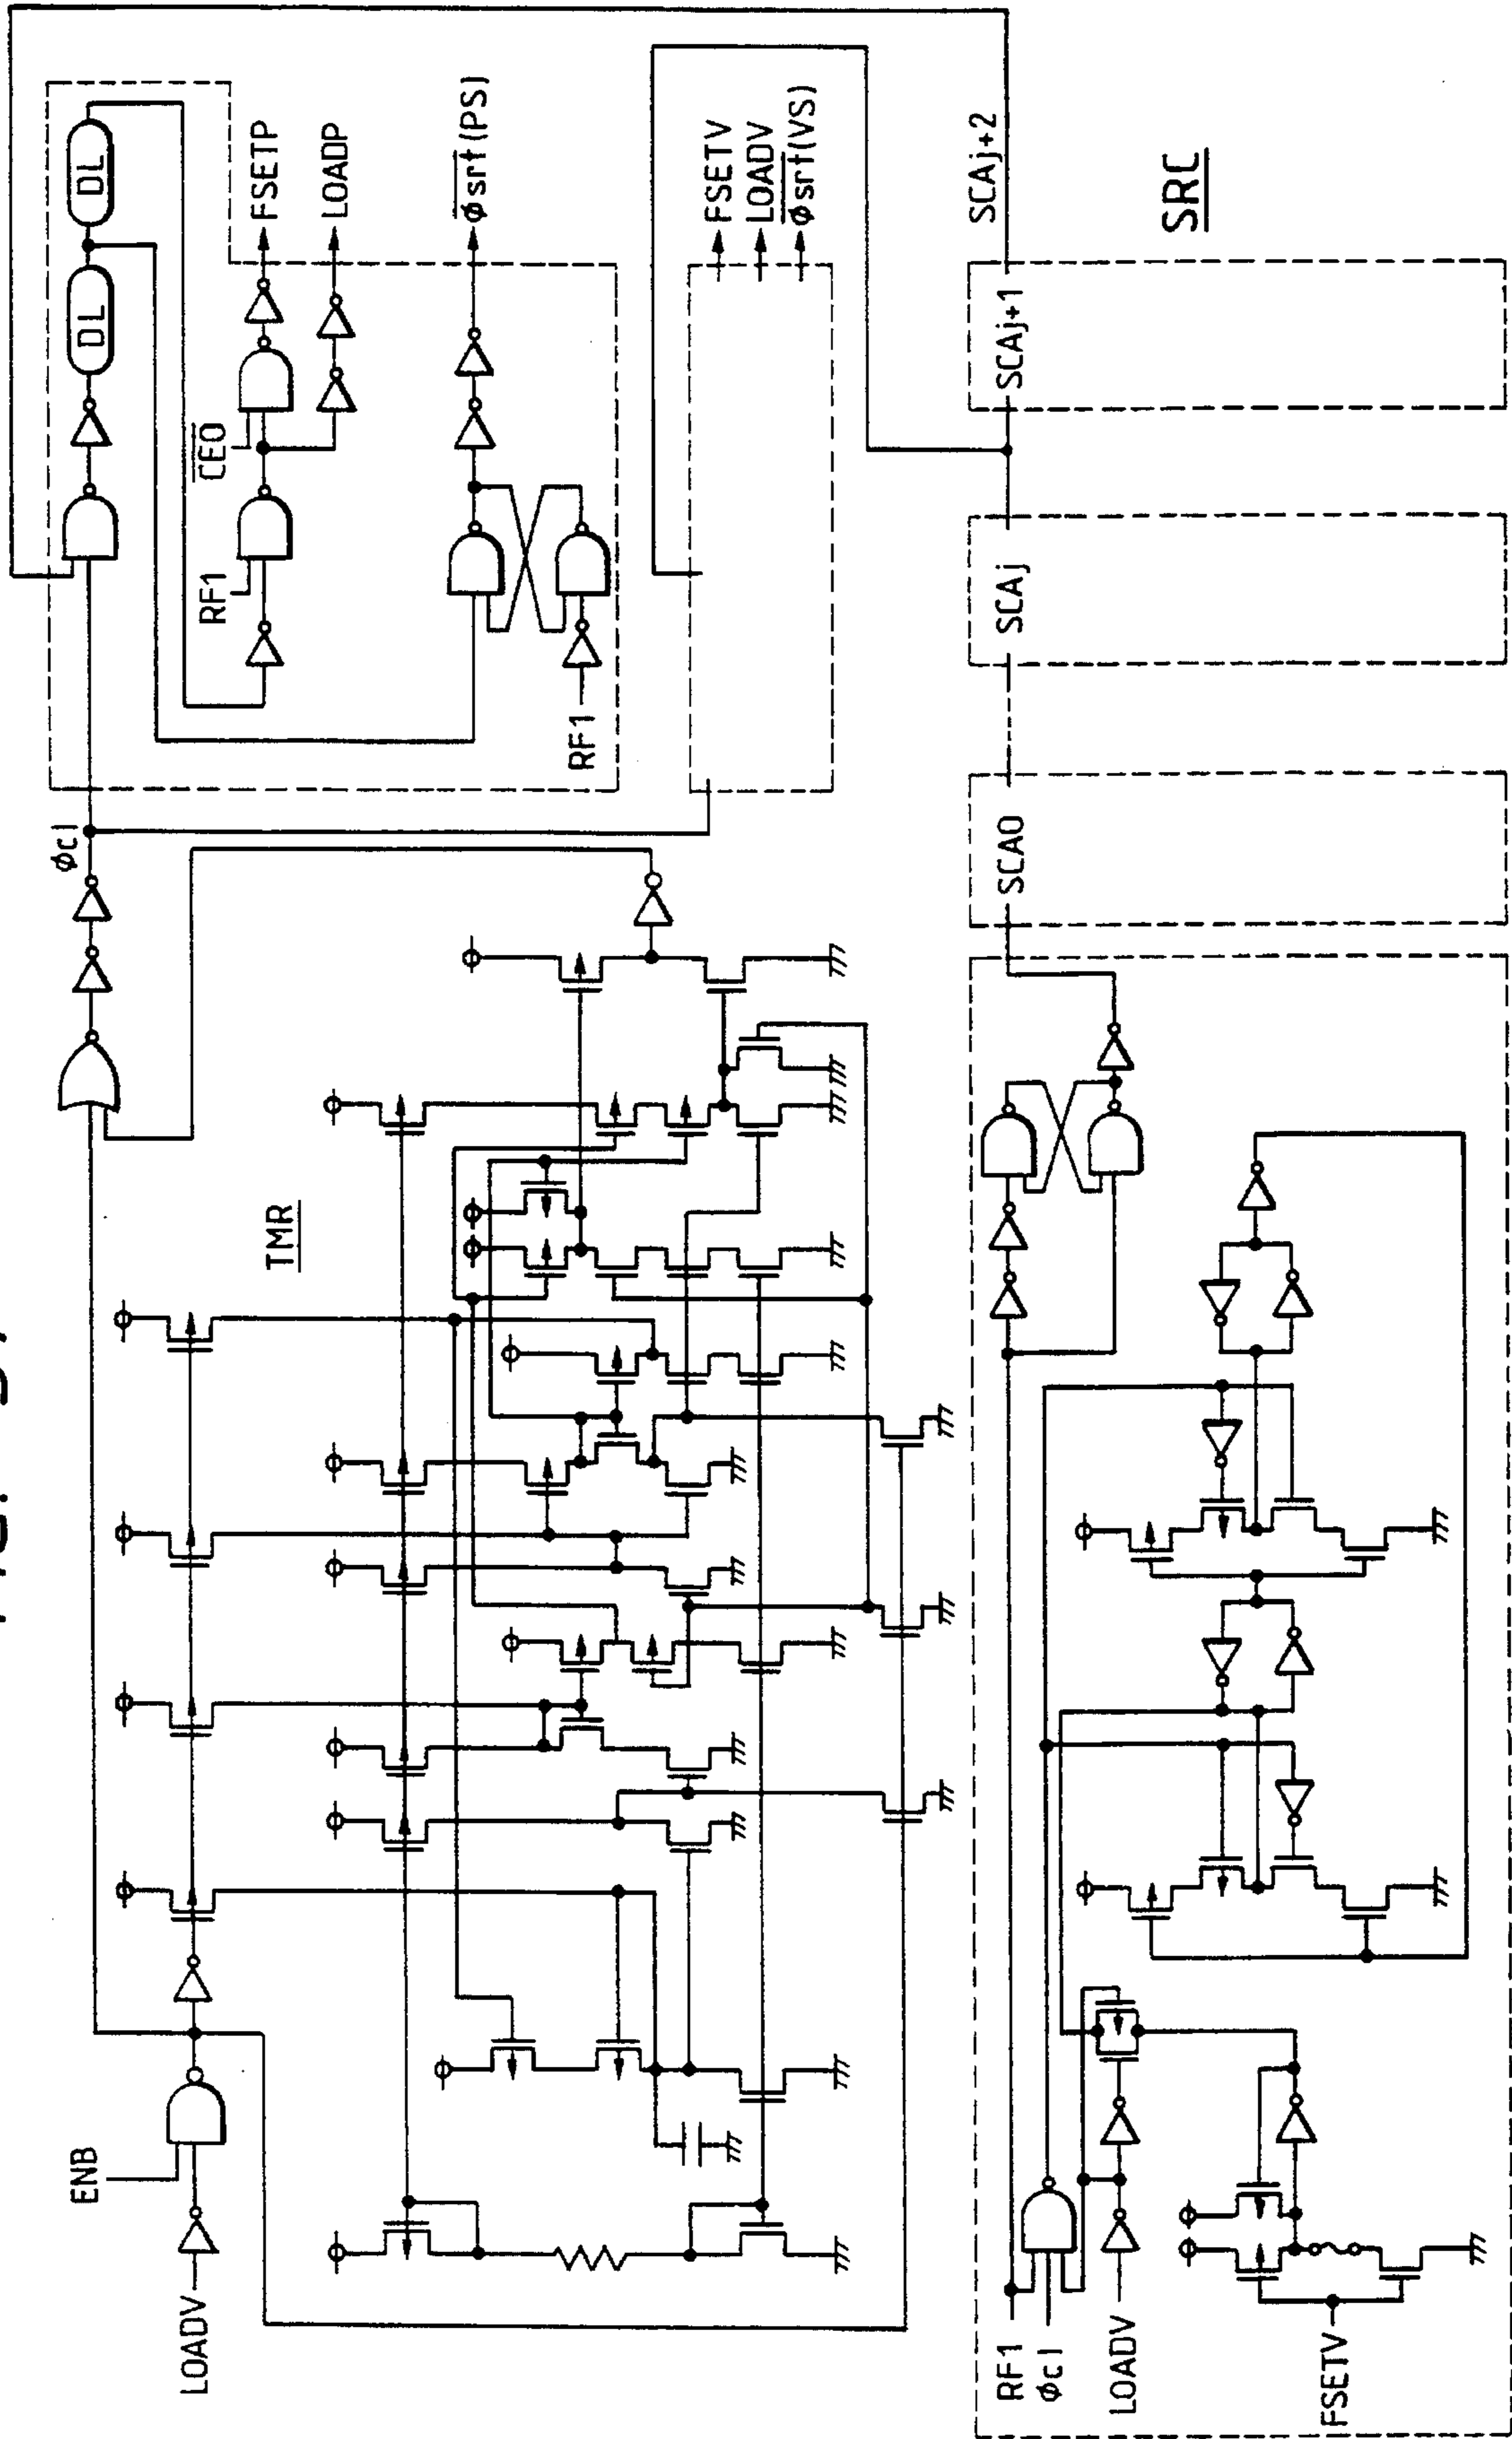 LOADV
ENB
TMR
φcl
RF1
CEO
DL
DL
FSETP
LOADP
φsrf(PS)
RF1
FSETV
LOADV
φsrf(VS)
RF1
φcl
LOADV
FSETV
SCA0
SCAj
SCAj+1
SCAj+2
SRC